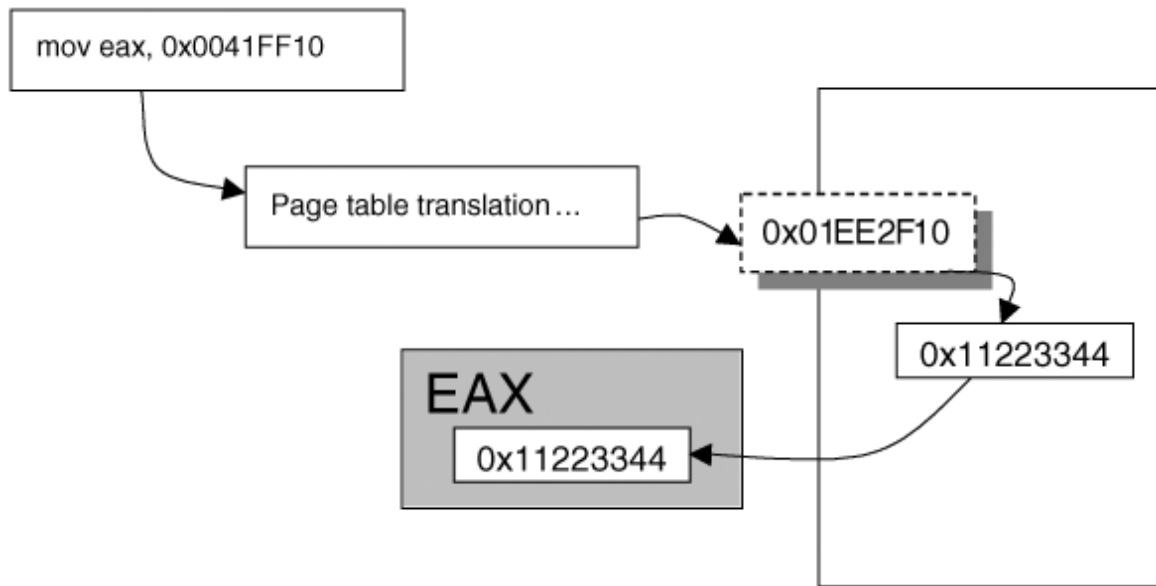 mov eax, 0x0041FF10
Page table translation...
0x01EE2F10
0x11223344
EAX
0x11223344